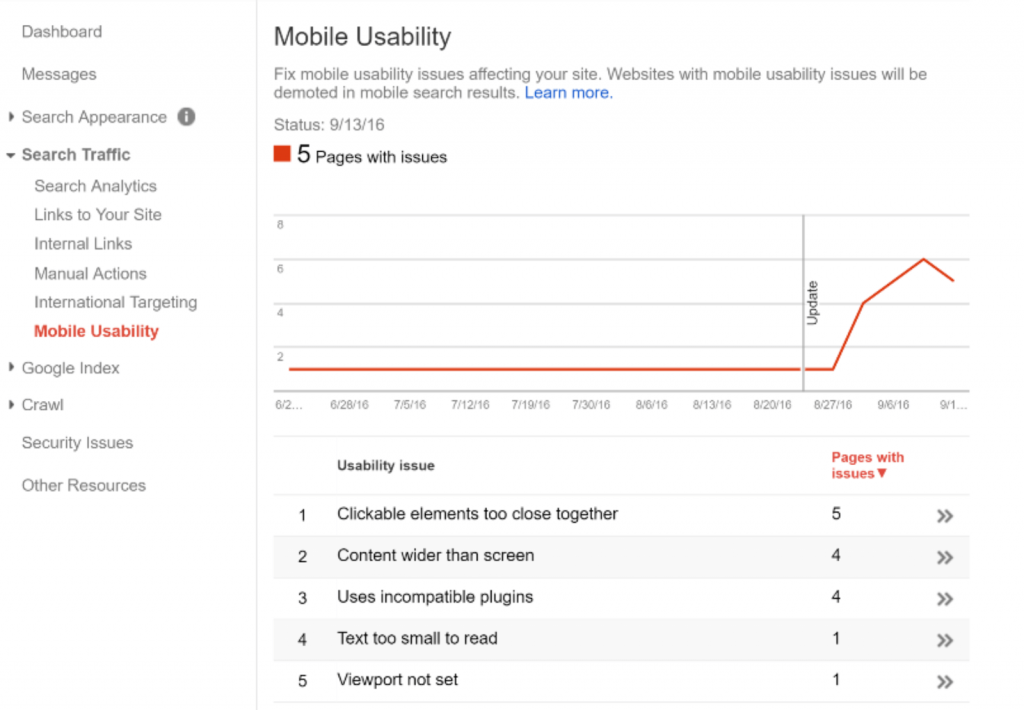 Dashboard
Messages
Search Appearance
Search Traffic
Search Analytics
Links to Your Site
Internal Links
Manual Actions
International Targeting
Mobile Usability
Google Index
Crawl
Security Issues
Other Resources
Mobile Usability
Fix mobile usability issues affecting your site. Websites with mobile usability issues will be
demoted in mobile search results. Learn more.
Status: 9/13/16
5 Pages with issues
8
6
4
2
Update
6/2... 6/28/16 7/5/16 7/12/16 7/19/16 7/30/16 8/6/16 8/13/16 8/20/16 8/27/16 9/6/16 9/1...
Usability issue Pages with
issues▼
1 Clickable elements too close together 5 »
2 Content wider than screen 4 »
3 Uses incompatible plugins 4 »
4 Text too small to read 1 »
5 Viewport not set 1 »